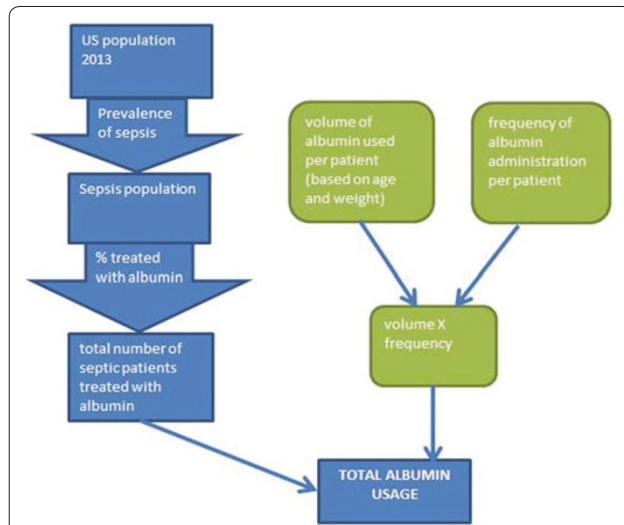 US population
2013
Prevalence
of sepsis
Sepsis population
% treated
with albumin
total number of
septic patients
treated with
albumin
volume of
albumin used
per patient
(based on age
and weight)
frequency of
albumin
administration
per patient
volume X
frequency
TOTAL ALBUMIN
USAGE